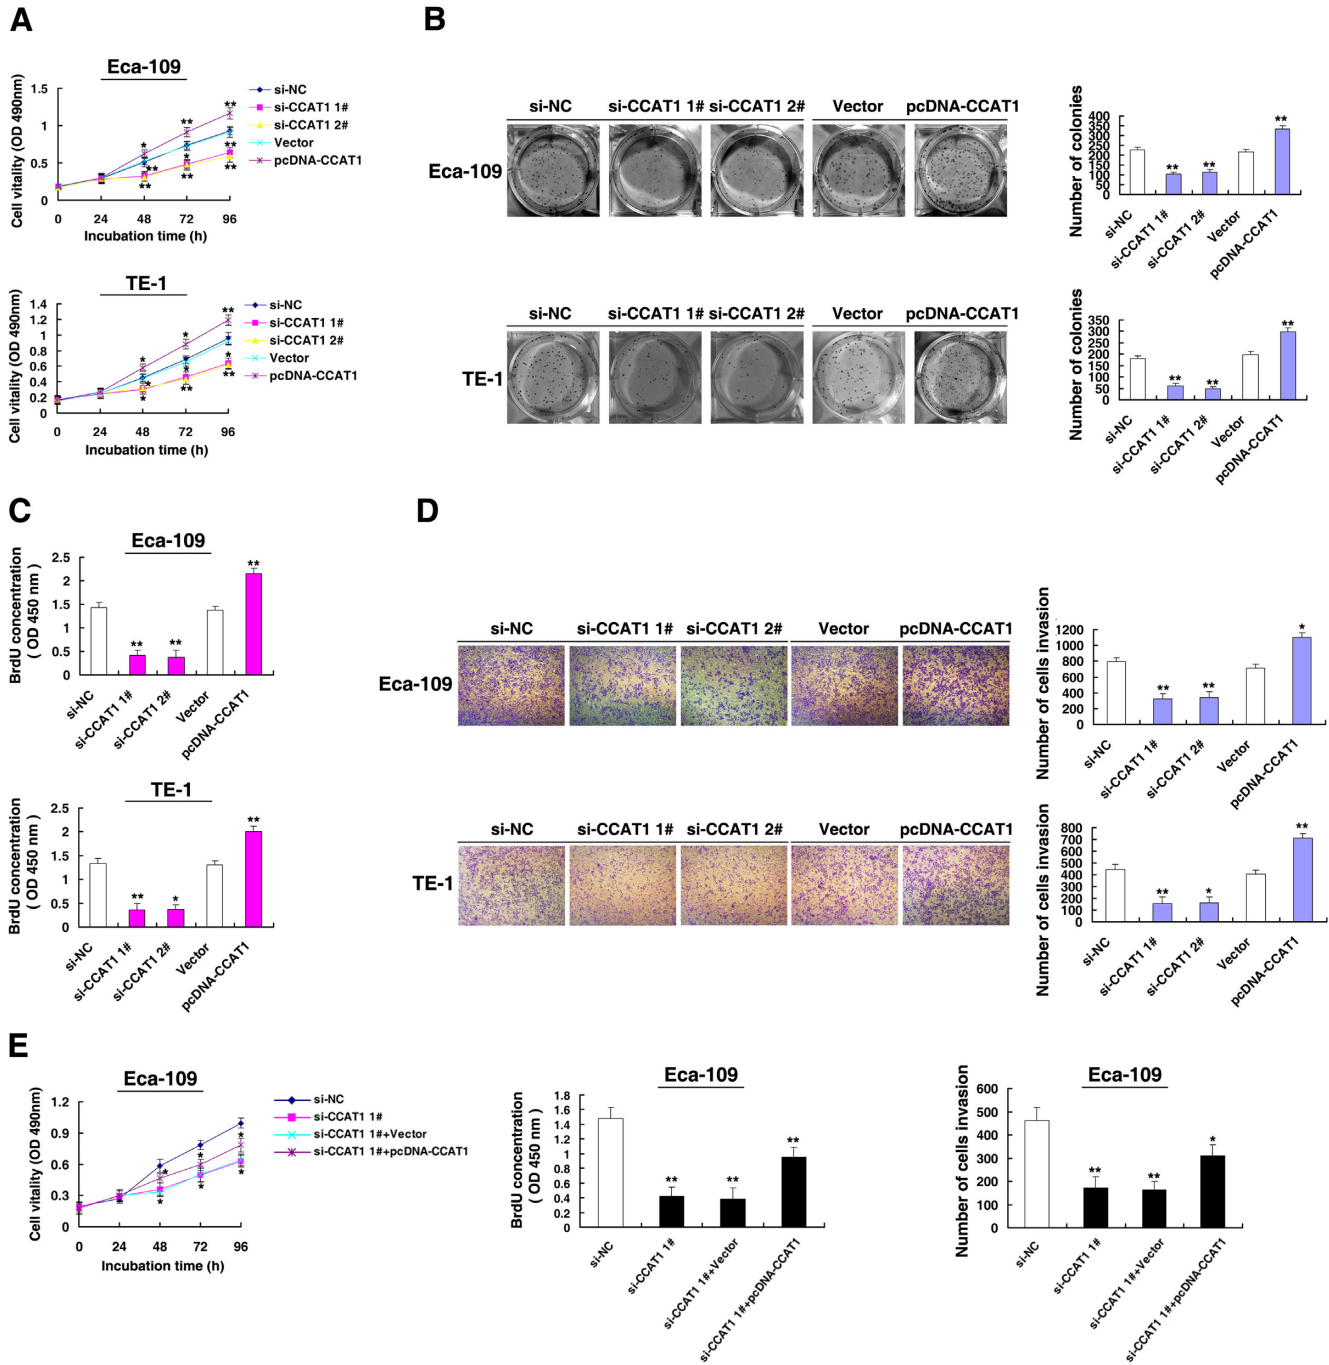 A
Eca-109
Cell vitality (OD 490nm)
1.5
1
0.5
0
0 24 48 72 96
Incubation time (h)
* ** ** * ** ** ** ** **
si-NC
si-CCAT1 1#
si-CCAT1 2#
Vector
pcDNA-CCAT1
TE-1
Cell vitality (OD 490nm)
1.4
1.2
1.0
0.8
0.6
0.4
0.2
0
0 24 48 72 96
Incubation time (h)
* * ** * * * * ** **
si-NC
si-CCAT1 1#
si-CCAT1 2#
Vector
pcDNA-CCAT1
B
si-NC si-CCAT1 1# si-CCAT1 2# Vector pcDNA-CCAT1
Eca-109
Number of colonies
400
350
300
250
200
150
100
50
0
** ** **
si-NC
si-CCAT1 1#
si-CCAT1 2#
Vector
pcDNA-CCAT1
si-NC si-CCAT1 1# si-CCAT1 2# Vector pcDNA-CCAT1
TE-1
Number of colonies
350
300
250
200
150
100
50
0
** ** **
si-NC
si-CCAT1 1#
si-CCAT1 2#
Vector
pcDNA-CCAT1
C
Eca-109
BrdU concentration
( OD 450 nm )
2.5
2
1.5
1
0.5
0
** ** **
si-NC
si-CCAT1 1#
si-CCAT1 2#
Vector
pcDNA-CCAT1
TE-1
BrdU concentration
( OD 450 nm )
2.5
2
1.5
1
0.5
0
** * **
si-NC
si-CCAT1 1#
si-CCAT1 2#
Vector
pcDNA-CCAT1
D
si-NC si-CCAT1 1# si-CCAT1 2# Vector pcDNA-CCAT1
Eca-109
Number of cells invasion
1200
1000
800
600
400
200
0
** ** *
si-NC
si-CCAT1 1#
si-CCAT1 2#
Vector
pcDNA-CCAT1
si-NC si-CCAT1 1# si-CCAT1 2# Vector pcDNA-CCAT1
TE-1
Number of cells invasion
800
700
600
500
400
300
200
100
0
** * **
si-NC
si-CCAT1 1#
si-CCAT1 2#
Vector
pcDNA-CCAT1
E
Eca-109
Cell vitality (OD 490nm)
1.2
0.9
0.6
0.3
0
0 24 48 72 96
Incubation time (h)
* * * * * *
si-NC
si-CCAT1 1#
si-CCAT1 1#+Vector
si-CCAT1 1#+pcDNA-CCAT1
Eca-109
BrdU concentration
( OD 450 nm )
1.8
1.6
1.4
1.2
1
0.8
0.6
0.4
0.2
0
** ** **
si-NC
si-CCAT1 1#
si-CCAT1 1#+Vector
si-CCAT1 1#+pcDNA-CCAT1
Eca-109
Number of cells invasion
600
500
400
300
200
100
0
** ** *
si-NC
si-CCAT1 1#
si-CCAT1 1#+Vector
si-CCAT1 1#+pcDNA-CCAT1